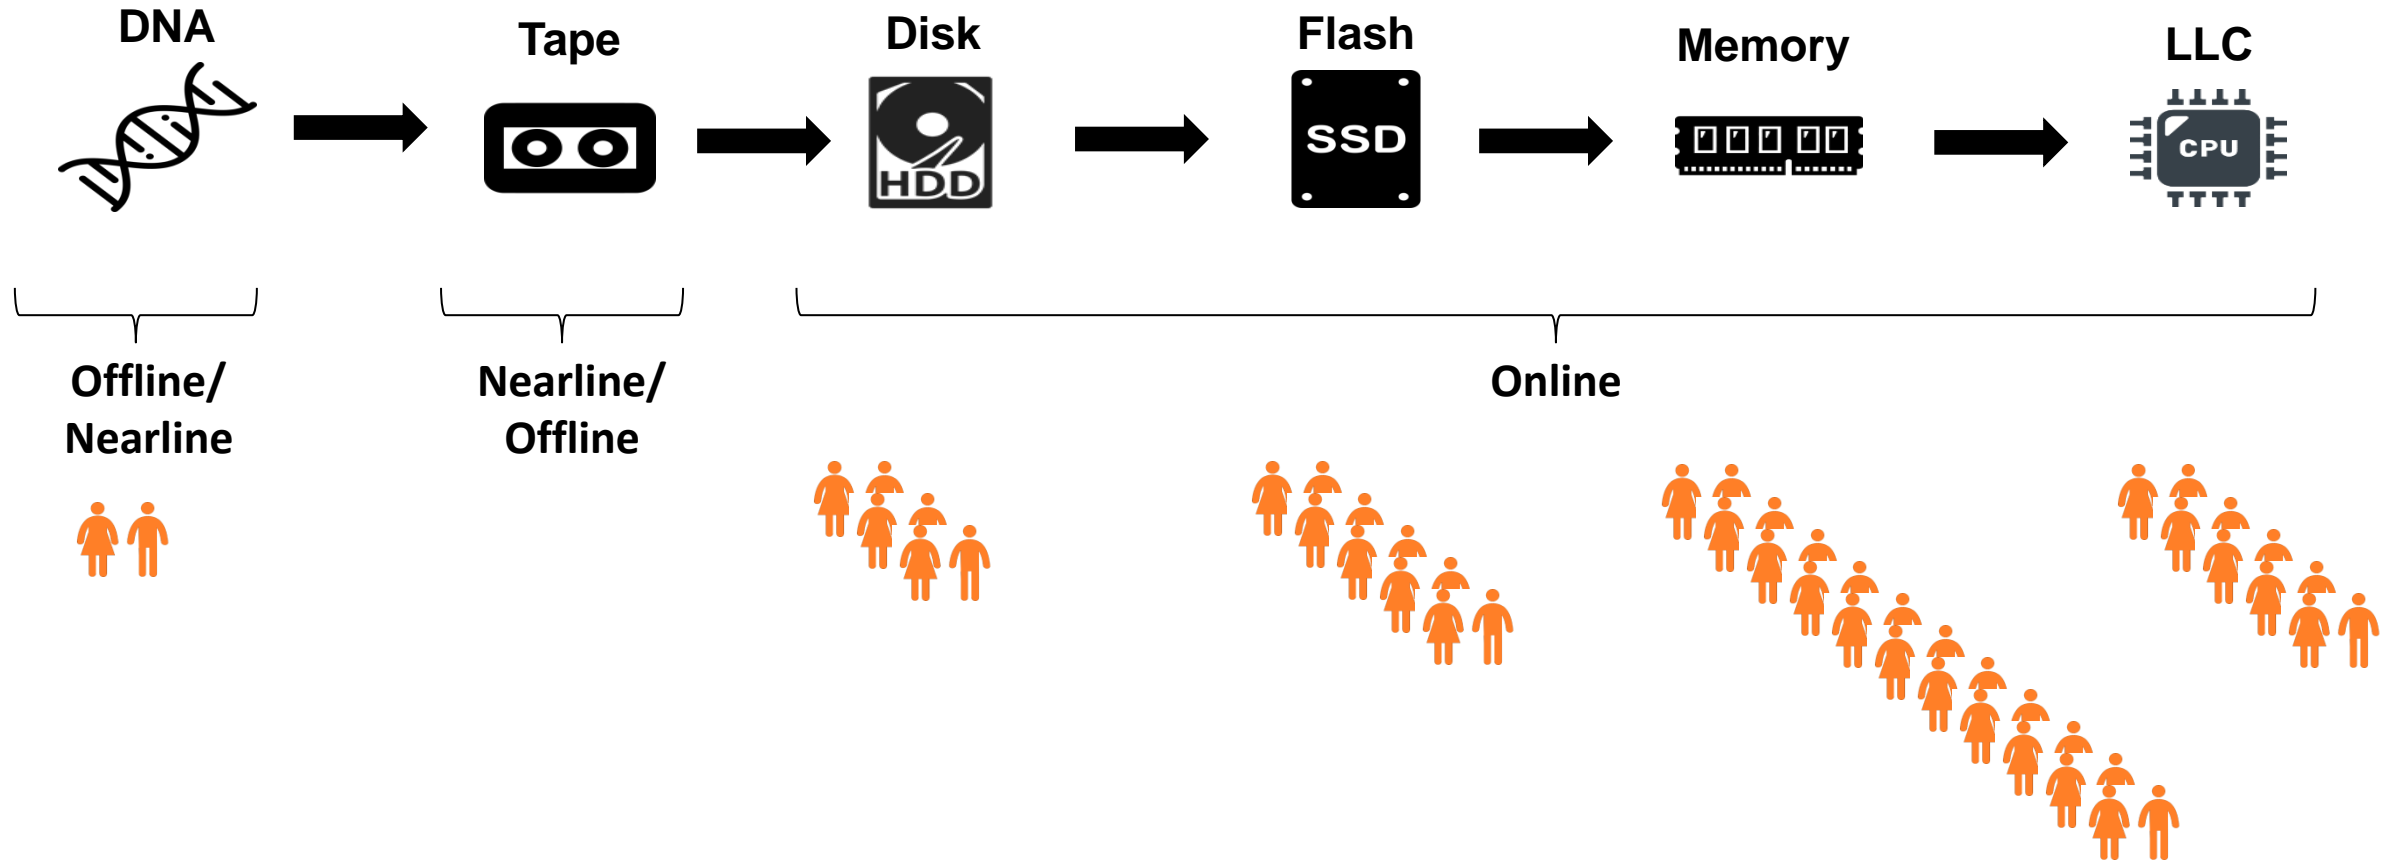 DNA
Tape
Disk
Flash
Memory
LLC
HDD
SSD
CPU
Offline/
Nearline
Nearline/
Offline
Online